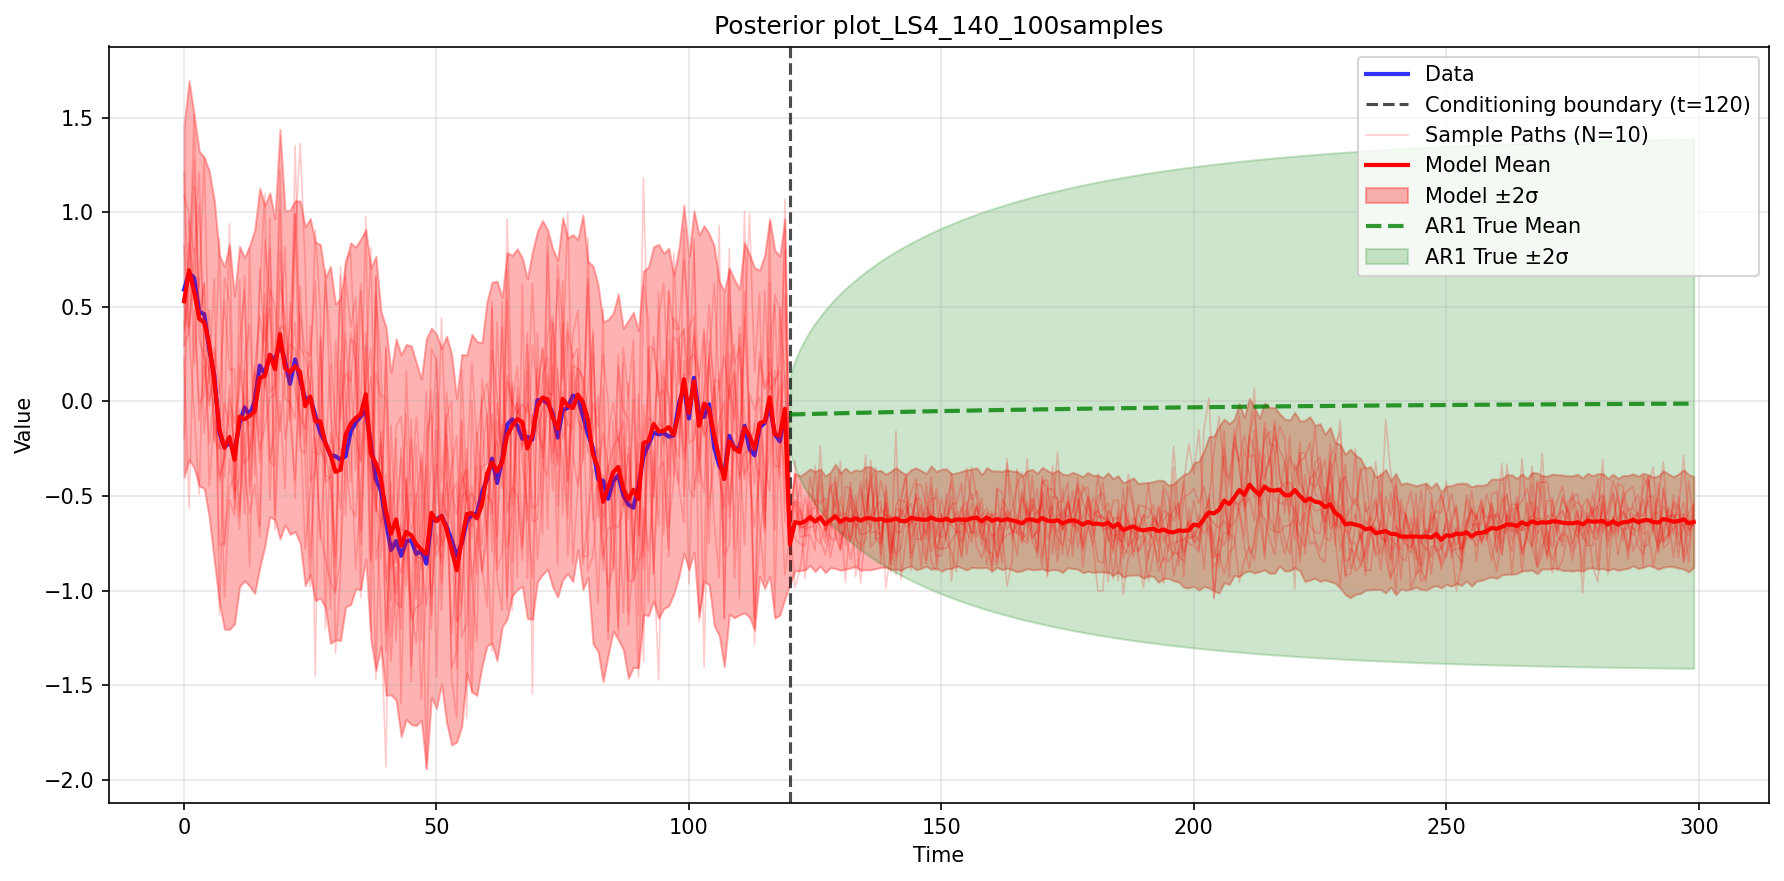 Posterior plot_LS4_140_100samples
Data
Conditioning boundary (t=120)
Sample Paths (N=10)
Model Mean
Model ±2σ
AR1 True Mean
AR1 True ±2σ
Value
1.5
1.0
0.5
0.0
−0.5
−1.0
−1.5
−2.0
0
50
100
150
200
250
300
Time